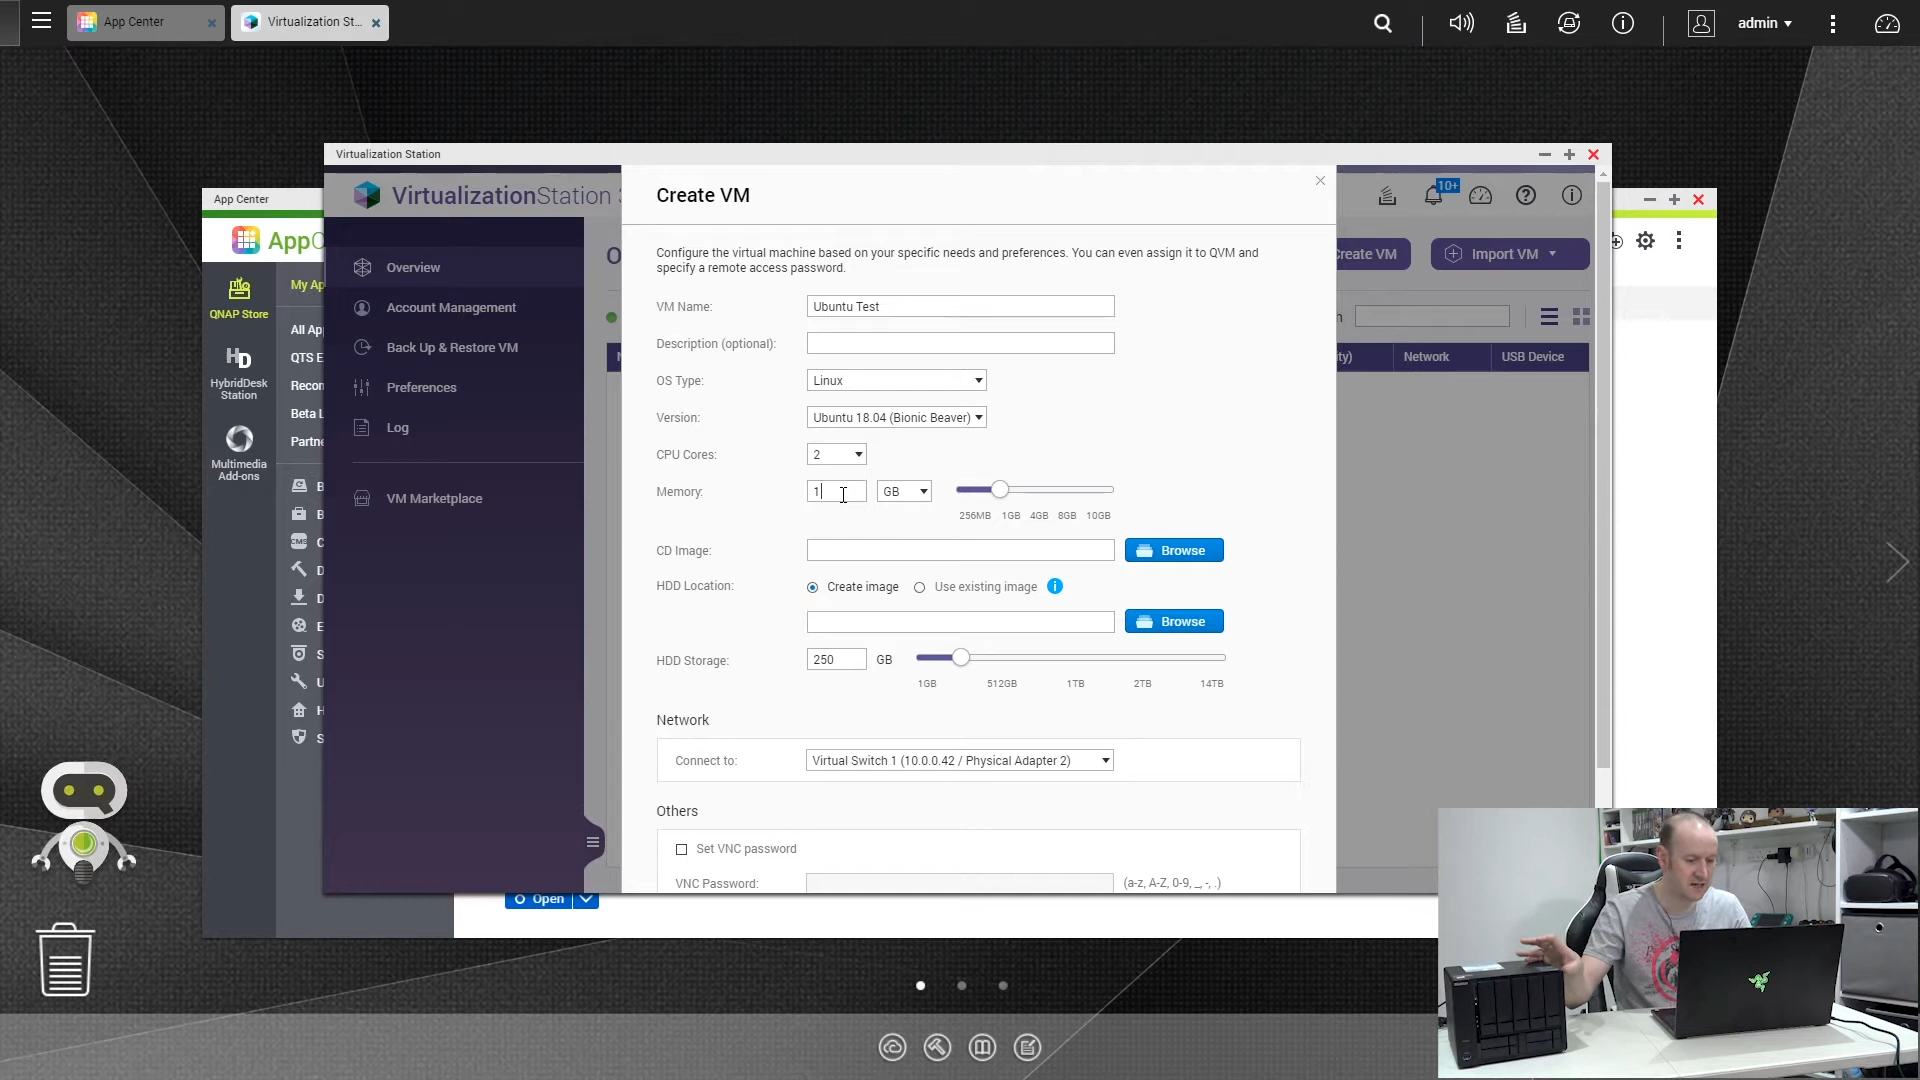 App Center
Virtualization St...
admin
Virtualization Station
App Center
AppC
VirtualizationStation 3
Create VM
10+
Configure the virtual machine based on your specific needs and preferences. You can even assign it to QVM and
specify a remote access password.
Create VM
Import VM
QNAP Store
HD
HybridDesk
Station
Multimedia
Add-ons
My Ap
All App
QTS E
Recon
Beta L
Partne
CMS
Overview
Account Management
Back Up & Restore VM
Preferences
Log
VM Marketplace
VM Name:
Ubuntu Test
Description (optional):
OS Type:
Linux
Version:
Ubuntu 18.04 (Bionic Beaver)
CPU Cores:
2
Memory:
1
GB
256MB 1GB 4GB 8GB 10GB
CD Image:
Browse
HDD Location:
Create image
Use existing image
Browse
HDD Storage:
250
GB
1GB 512GB 1TB 2TB 14TB
Network
Connect to:
Virtual Switch 1 (10.0.0.42 / Physical Adapter 2)
Others
Set VNC password
VNC Password:
(a-z, A-Z, 0-9, _, -, .)
Network
USB Device
Open